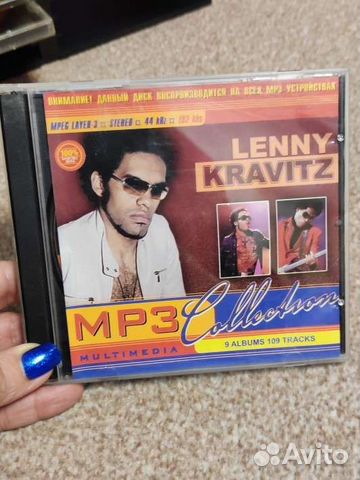 ВНИМАНИЕ! ДАННЫЙ ДИСК ВОСПРОИЗВОДИТСЯ НА ВСЕХ MP3 УСТРОЙСТВАХ
MPEG LAYER-3 STEREO 44 kHz 192 kbs
100%
LENNY
KRAVITZ
MP3 Collection
MULTIMEDIA
9 ALBUMS 109 TRACKS
Avito